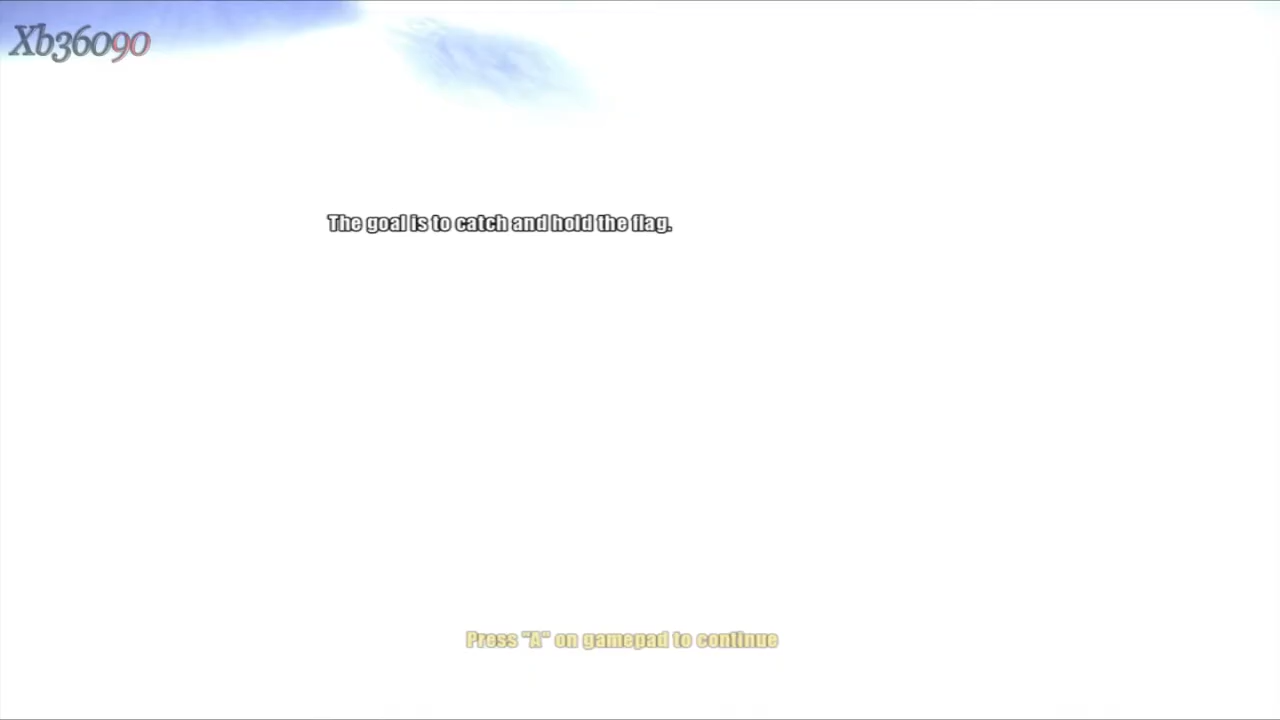 Xb36090
The goal is to catch and hold the flag.
Press "A" on gamepad to continue